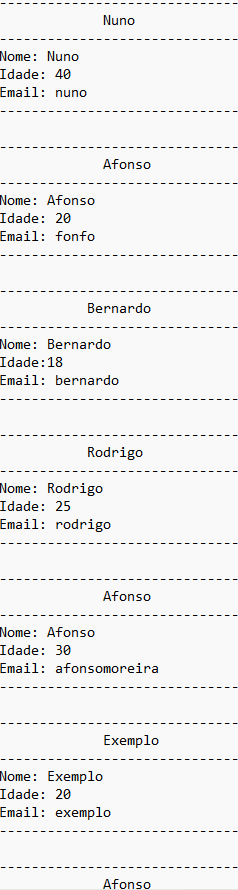 ------------------------------
Nuno
------------------------------
Nome: Nuno
Idade: 40
Email: nuno
------------------------------
------------------------------
Afonso
------------------------------
Nome: Afonso
Idade: 20
Email: fonfo
------------------------------
------------------------------
Bernardo
------------------------------
Nome: Bernardo
Idade:18
Email: bernardo
------------------------------
------------------------------
Rodrigo
------------------------------
Nome: Rodrigo
Idade: 25
Email: rodrigo
------------------------------
------------------------------
Afonso
------------------------------
Nome: Afonso
Idade: 30
Email: afonsomoreira
------------------------------
------------------------------
Exemplo
------------------------------
Nome: Exemplo
Idade: 20
Email: exemplo
------------------------------
------------------------------
Afonso